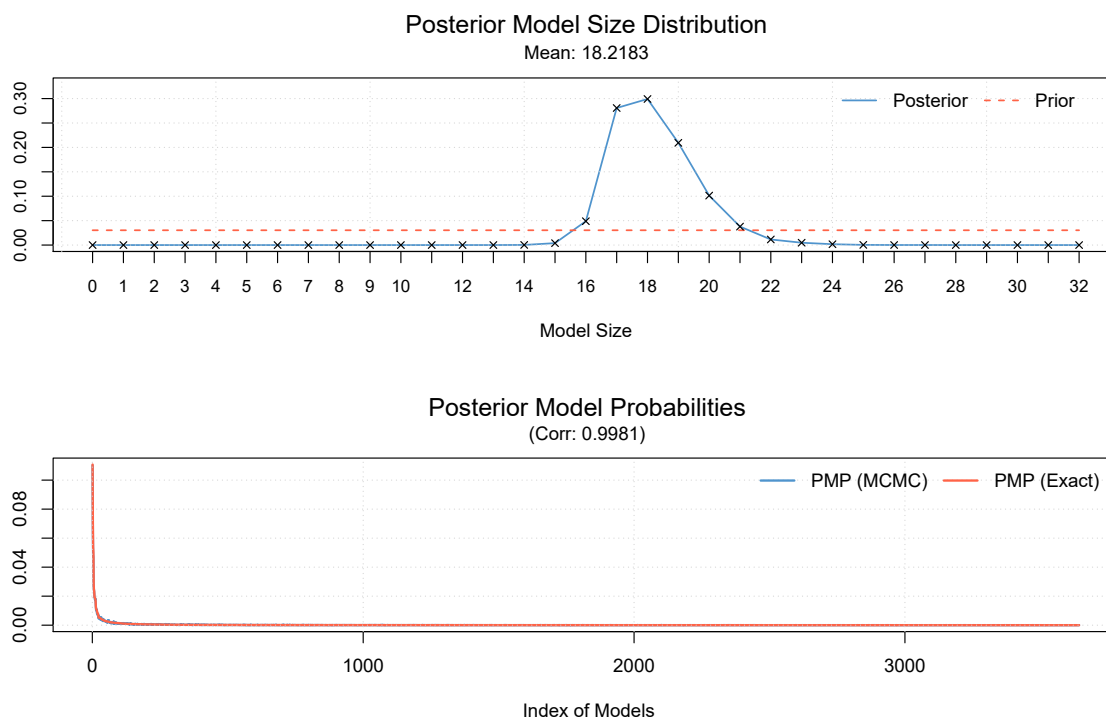 Posterior Model Size Distribution
Mean: 18.2183
Posterior Prior
0.30
0.20
0.10
0.00
0 1 2 3 4 5 6 7 8 9 10 12 14 16 18 20 22 24 26 28 30 32
Model Size
Posterior Model Probabilities
(Corr: 0.9981)
PMP (MCMC) PMP (Exact)
0.08
0.04
0.00
0 1000 2000 3000
Index of Models